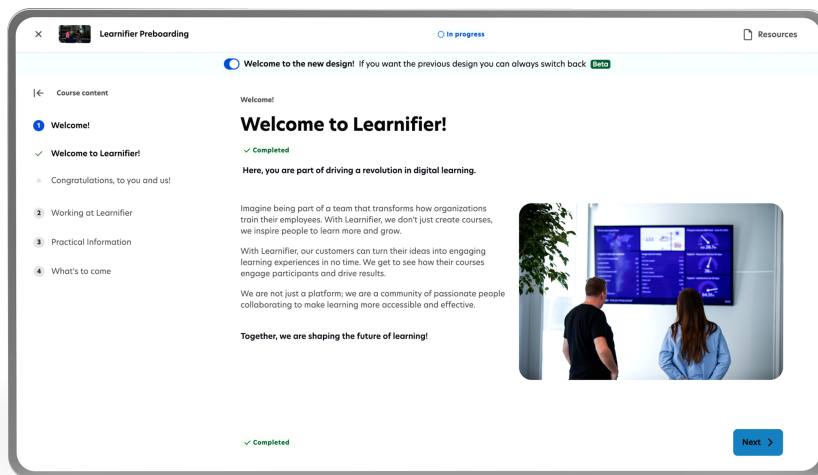 Learnifier Preboarding
In progress
Resources
Welcome to the new design! If you want the previous design you can always switch back Beta
Course content
1 Welcome!
Welcome to Learnifier!
Congratulations, to you and us!
2 Working at Learnifier
3 Practical Information
4 What's to come
Welcome!
Welcome to Learnifier!
Completed
Here, you are part of driving a revolution in digital learning.
Imagine being part of a team that transforms how organizations
train their employees. With Learnifier, we don't just create courses,
we inspire people to learn more and grow.
With Learnifier, our customers can turn their ideas into engaging
learning experiences in no time. We get to see how their courses
engage participants and drive results.
We are not just a platform; we are a community of passionate people
collaborating to make learning more accessible and effective.
Together, we are shaping the future of learning!
Completed
Next